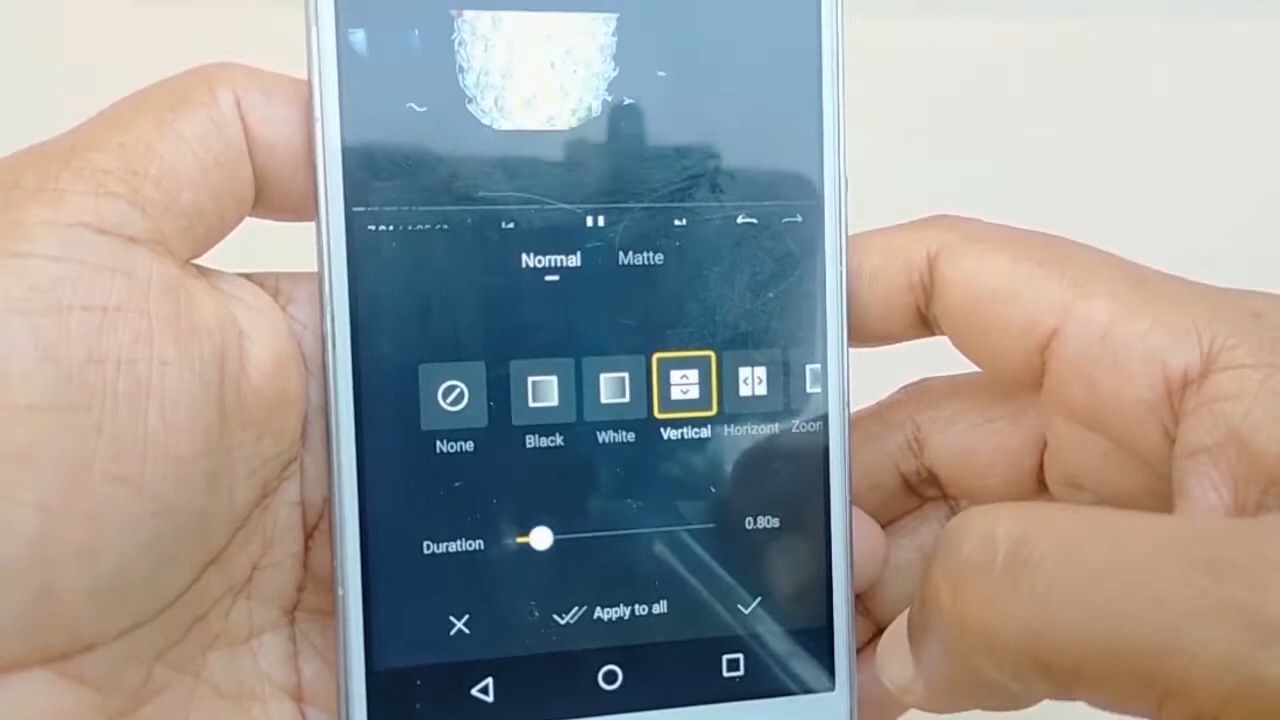 Normal Matte
None Black White Vertical Horizont Zoom
Duration 0.80s
Apply to all